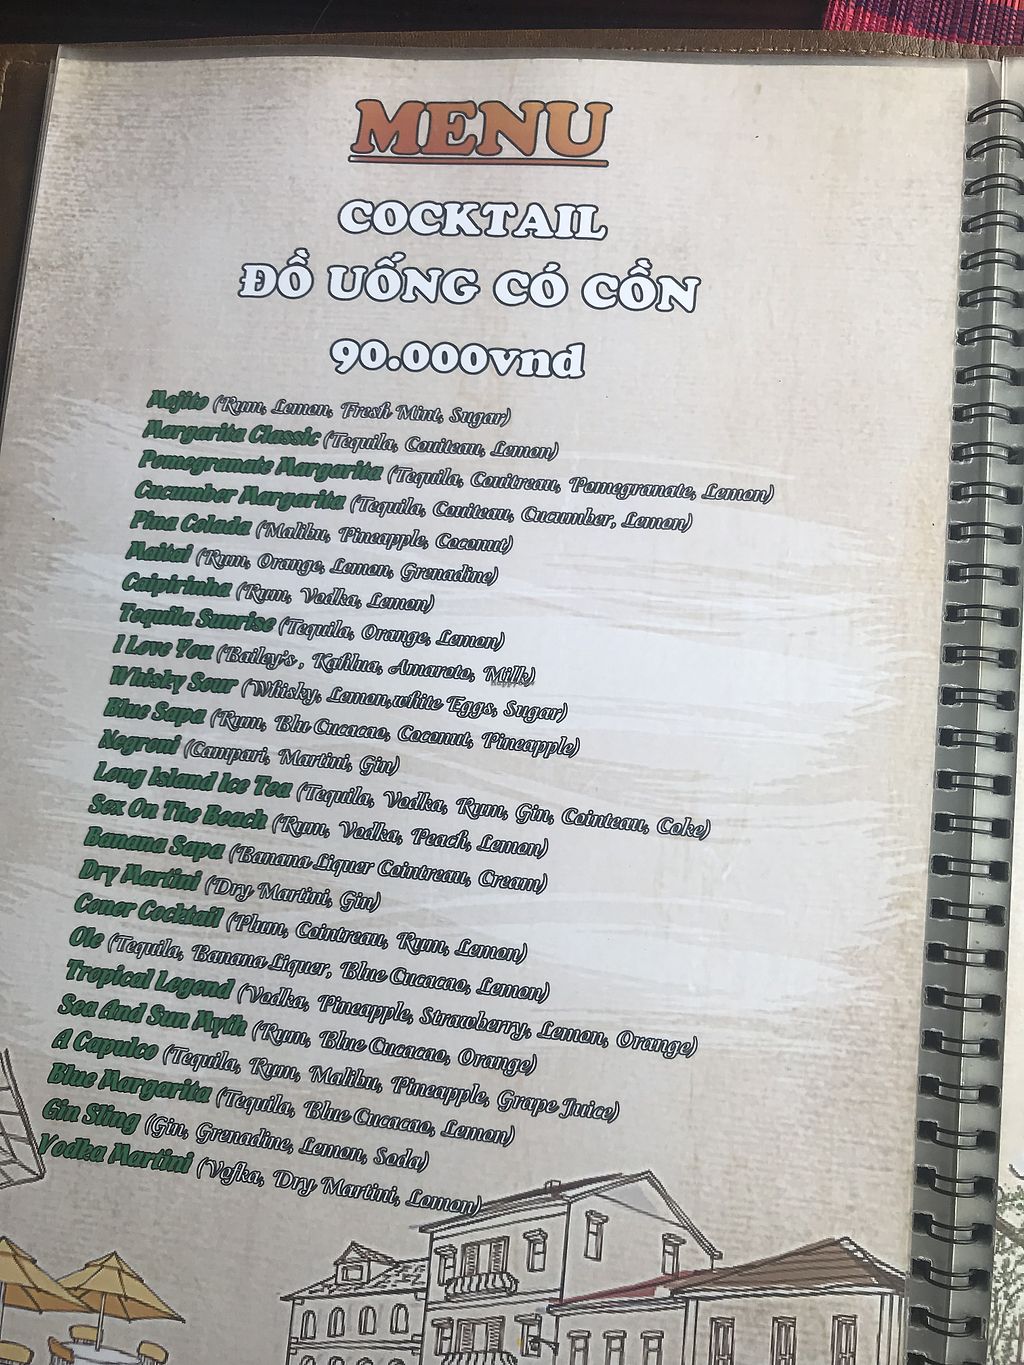 MENU
COCKTAIL
ĐỒ UỐNG CÓ CỒN
90.000vnd
Mojito (Rum, Lemon, Fresh Mint, Sugar)
Margarita Classic (Tequila, Couiteau, Lemon)
Pomegranate Margarita (Tequila, Couitreau, Pomegranate, Lemon)
Cucumber Margarita (Tequila, Couiteau, Cucumber, Lemon)
Pina Colada (Malibu, Pineapple, Coconut)
Maitai (Rum, Orange, Lemon, Grenadine)
Caipirinha (Rum, Vodka, Lemon)
Tequila Sunrise (Tequila, Orange, Lemon)
I Love You (Bailey's , Kahlua, Amaroto, Milk)
Whisky Sour (Whisky, Lemon,white Eggs, Sugar)
Blue Sapa (Rum, Blu Cucacao, Coconut, Pineapple)
Negroni (Campari, Martini, Gin)
Long Island Ice Tea (Tequila, Vodka, Rum, Gin, Cointeau, Coke)
Sex On The Beach (Rum, Vodka, Peach, Lemon)
Banana Sapa (Banana Liquer Cointreau, Cream)
Dry Martini (Dry Martini, Gin)
Coner Cocktail (Plum, Cointreau, Rum, Lemon)
Ole (Tequila, Banana Liquer, Blue Cucacao, Lemon)
Tropical Legend (Vodka, Pineapple, Strawberry, Lemon, Orange)
Sea And Sun Myth (Rum, Blue Cucacao, Orange)
A Capulco (Tequila, Rum, Malibu, Pineapple, Grape Juice)
Blue Margarita (Tequila, Blue Cucacao, Lemon)
Gin Sling (Gin, Grenadine, Lemon, Soda)
Vodka Martini (Vofka, Dry Martini, Lomon)